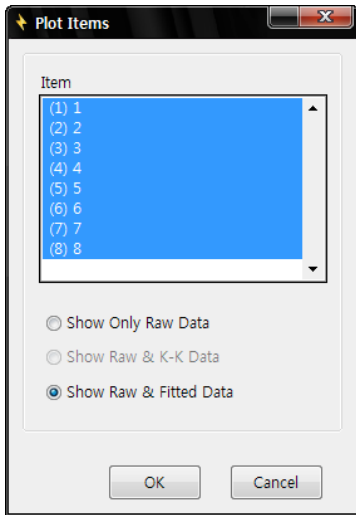 Plot Items
Item
(1) 1
(2) 2
(3) 3
(4) 4
(5) 5
(6) 6
(7) 7
(8) 8
Show Only Raw Data
Show Raw & K-K Data
Show Raw & Fitted Data
OK Cancel